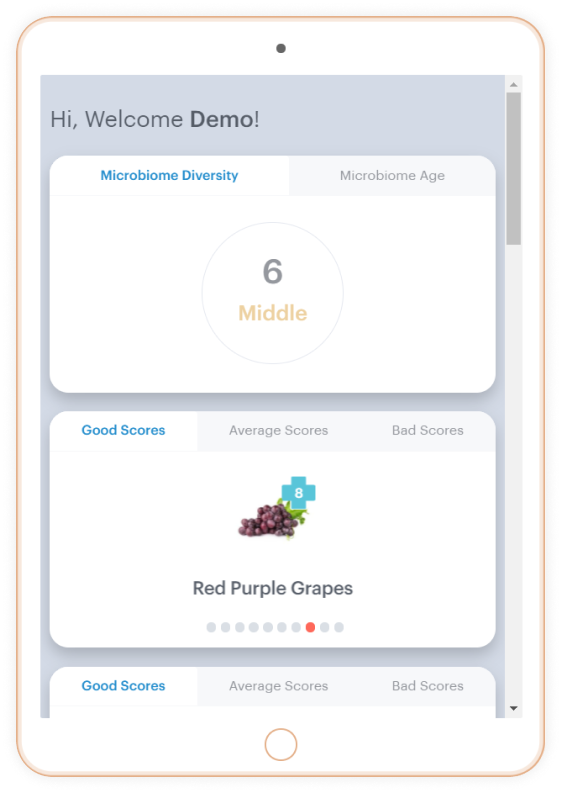 Hi, Welcome Demo!
Microbiome Diversity Microbiome Age
6
Middle
Good Scores Average Scores Bad Scores
8
Red Purple Grapes
Good Scores Average Scores Bad Scores